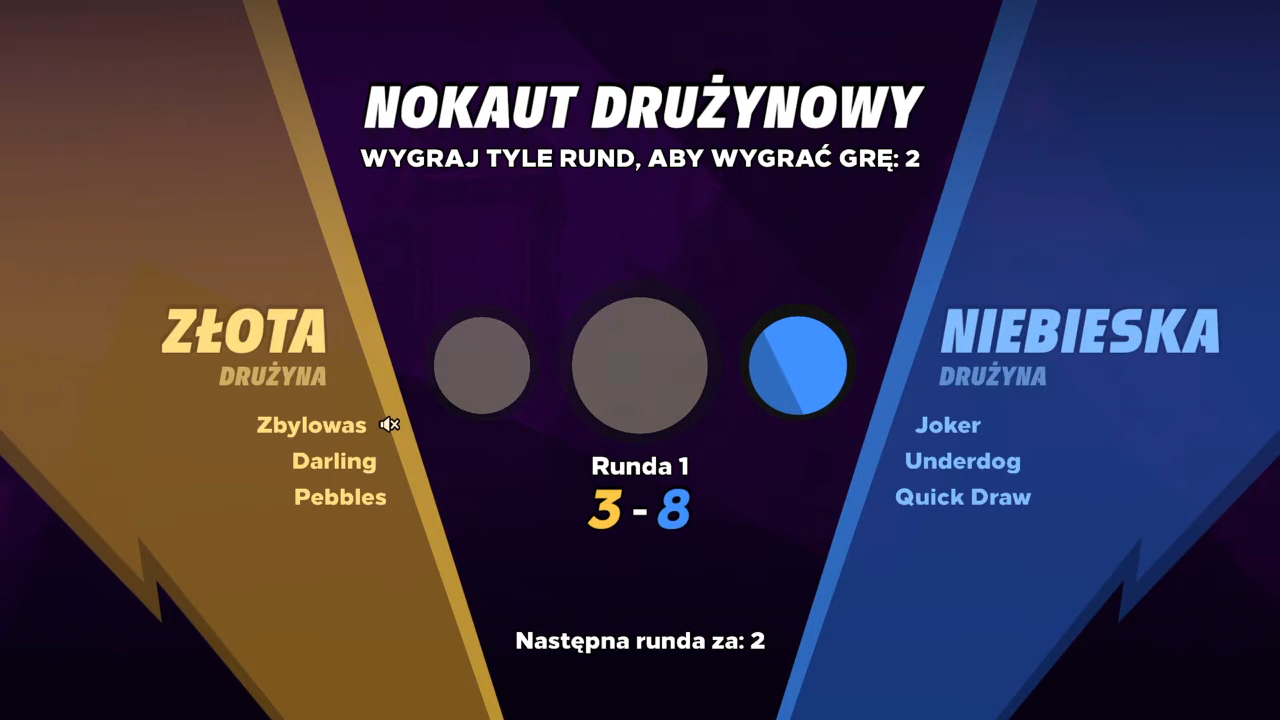 NOKAUT DRUŻYNOWY
WYGRAJ TYLE RUND, ABY WYGRAĆ GRĘ: 2
ZŁOTA
DRUŻYNA
Zbylowas
Darling
Pebbles
Runda 1
3 - 8
NIEBIESKA
DRUŻYNA
Joker
Underdog
Quick Draw
Następna runda za: 2